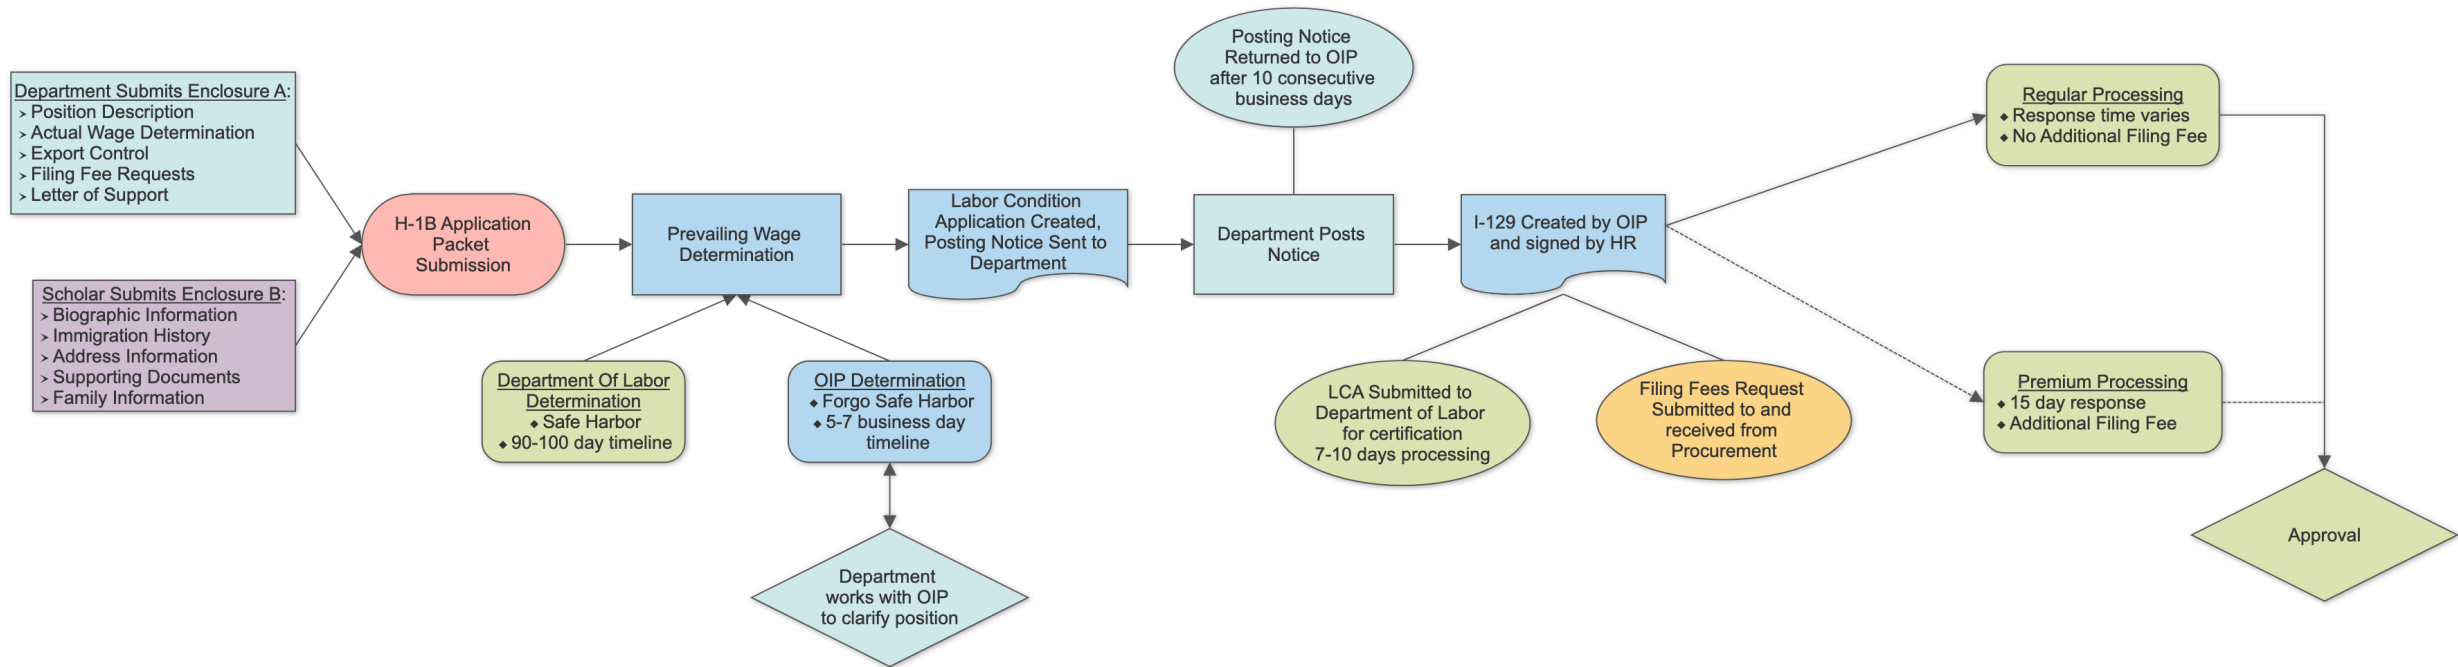 Department Submits Enclosure A:
➢ Position Description
➢ Actual Wage Determination
➢ Export Control
➢ Filing Fee Requests
➢ Letter of Support
Scholar Submits Enclosure B:
➢ Biographic Information
➢ Immigration History
➢ Address Information
➢ Supporting Documents
➢ Family Information
H-1B Application
Packet
Submission
Prevailing Wage
Determination
Department Of Labor
Determination
◆ Safe Harbor
◆ 90-100 day timeline
OIP Determination
◆ Forgo Safe Harbor
◆ 5-7 business day
timeline
Department
works with OIP
to clarify position
Labor Condition
Application Created,
Posting Notice Sent to
Department
Posting Notice
Returned to OIP
after 10 consecutive
business days
Department Posts
Notice
I-129 Created by OIP
and signed by HR
LCA Submitted to
Department of Labor
for certification
7-10 days processing
Filing Fees Request
Submitted to and
received from
Procurement
Regular Processing
◆ Response time varies
◆ No Additional Filing Fee
Premium Processing
◆ 15 day response
◆ Additional Filing Fee
Approval